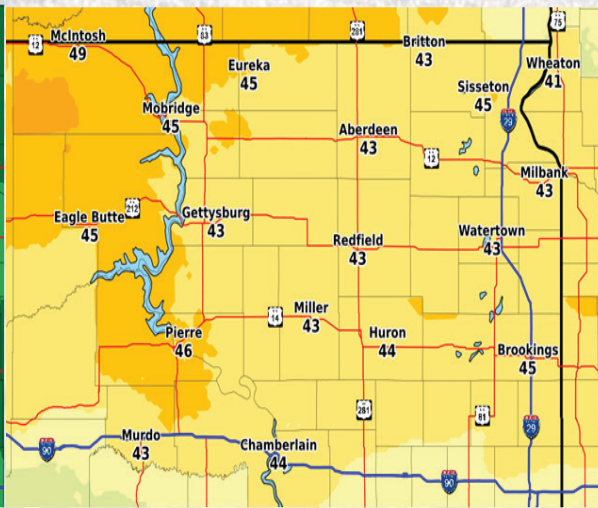 75
83
281
12
McIntosh
49
Britton
43
Eureka
45
Wheaton
41
Sisseton
45
Mobridge
45
29
Aberdeen
43
12
Milbank
43
212
Eagle Butte
45
Gettysburg
43
Redfield
43
Watertown
43
14
Miller
43
Pierre
46
Huron
44
Brookings
45
281
81
29
Murdo
43
90
Chamberlain
44
90